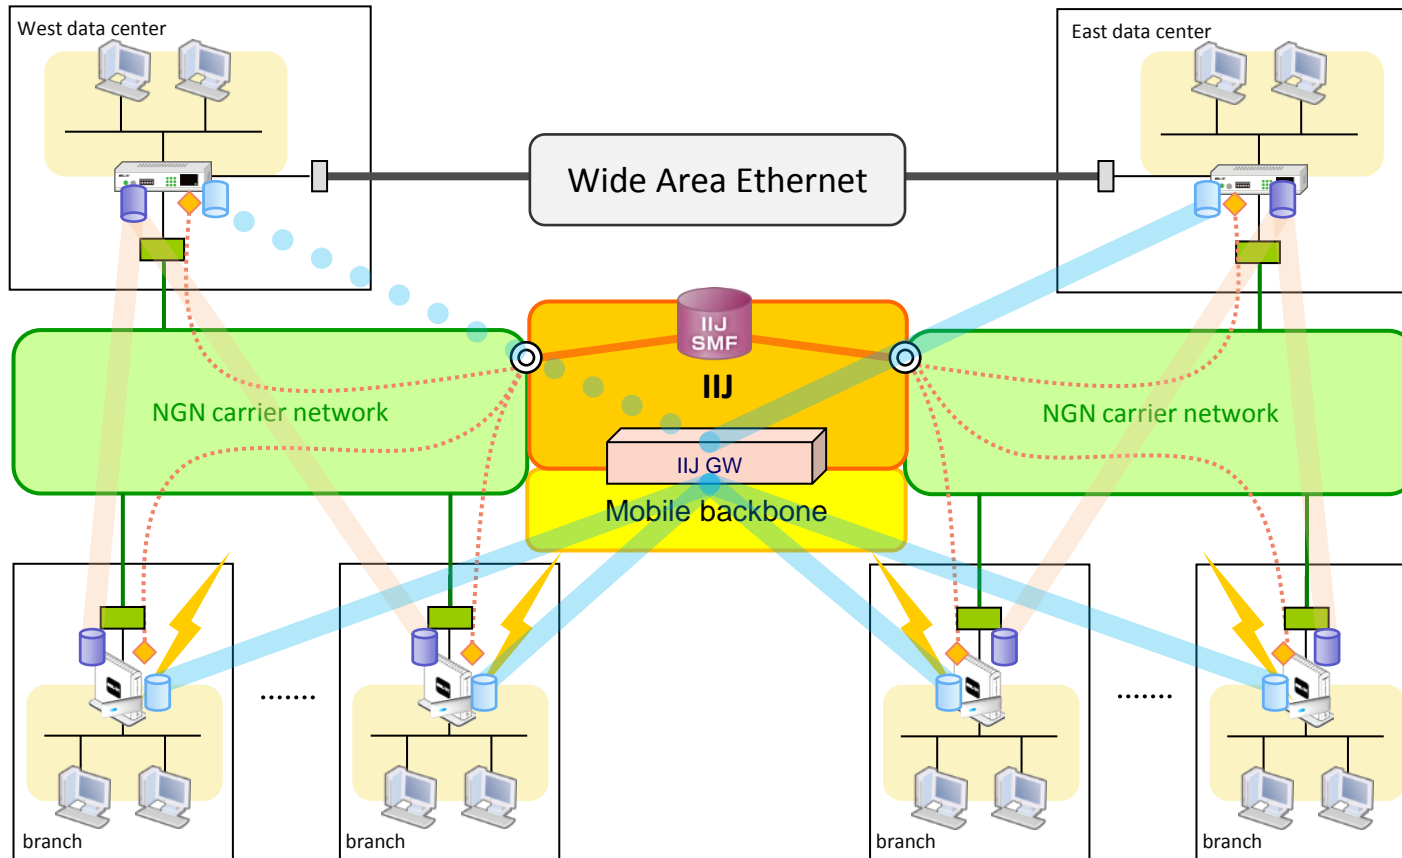 West data center
East data center
Wide Area Ethernet
IIJ
SMF
IIJ
NGN carrier network
NGN carrier network
IIJ GW
Mobile backbone
.......
.......
branch
branch
branch
branch